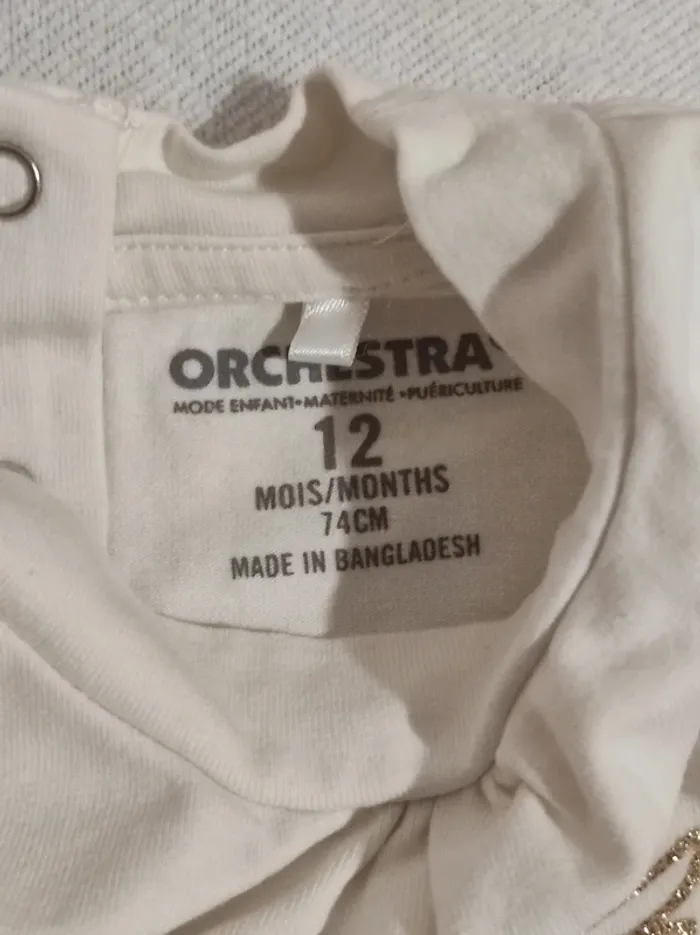 ORCHESTRA
MODE ENFANT•MATERNITÉ•PUÉRICULTURE
12
MOIS/MONTHS
74CM
MADE IN BANGLADESH